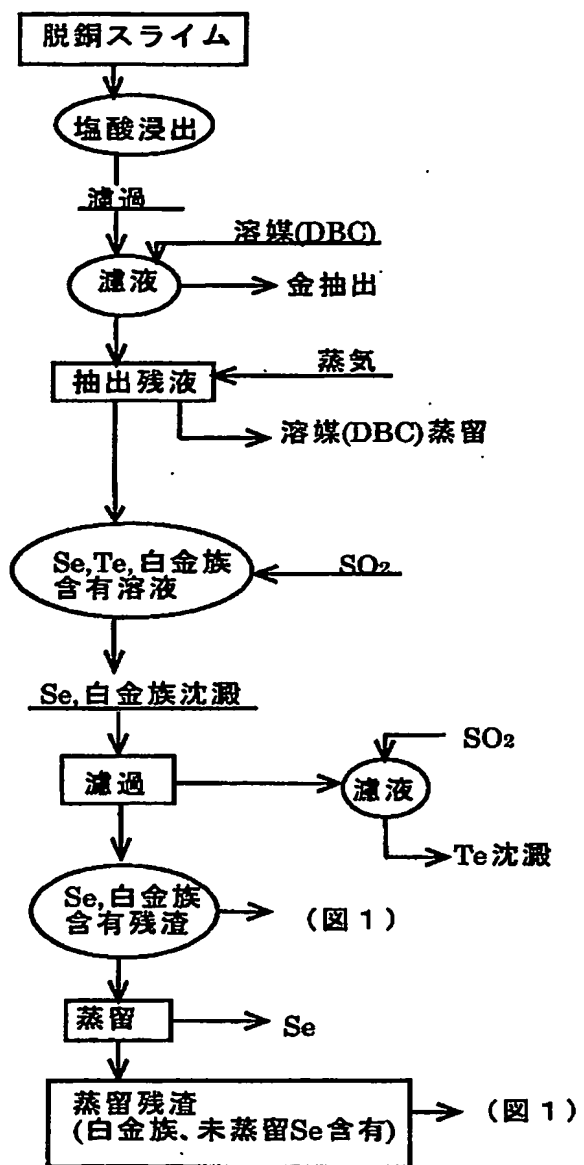 脱銅スライム
塩酸浸出
濾過
溶媒(DBC)
濾液
金抽出
蒸気
抽出残液
溶媒(DBC)蒸留
Se,Te,白金族
含有溶液
SO₂
Se,白金族沈澱
SO₂
濾過
濾液
Te沈澱
Se,白金族
含有残渣
(図1)
蒸留
Se
蒸留残渣
(白金族、未蒸留Se含有)
(図1)